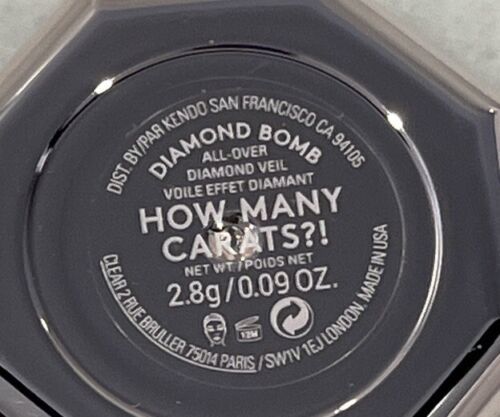 DIST. BY/PAR KENDO SAN FRANCISCO CA 94105
DIAMOND BOMB
ALL-OVER
DIAMOND VEIL
VOILE EFFET DIAMANT
HOW MANY
CARATS?!
NET WT/POIDS NET
2.8g/0.09 OZ.
12M
CLEAR 2 RUE BRULLER 75014 PARIS / SW1V 1EJ LONDON. MADE IN USA